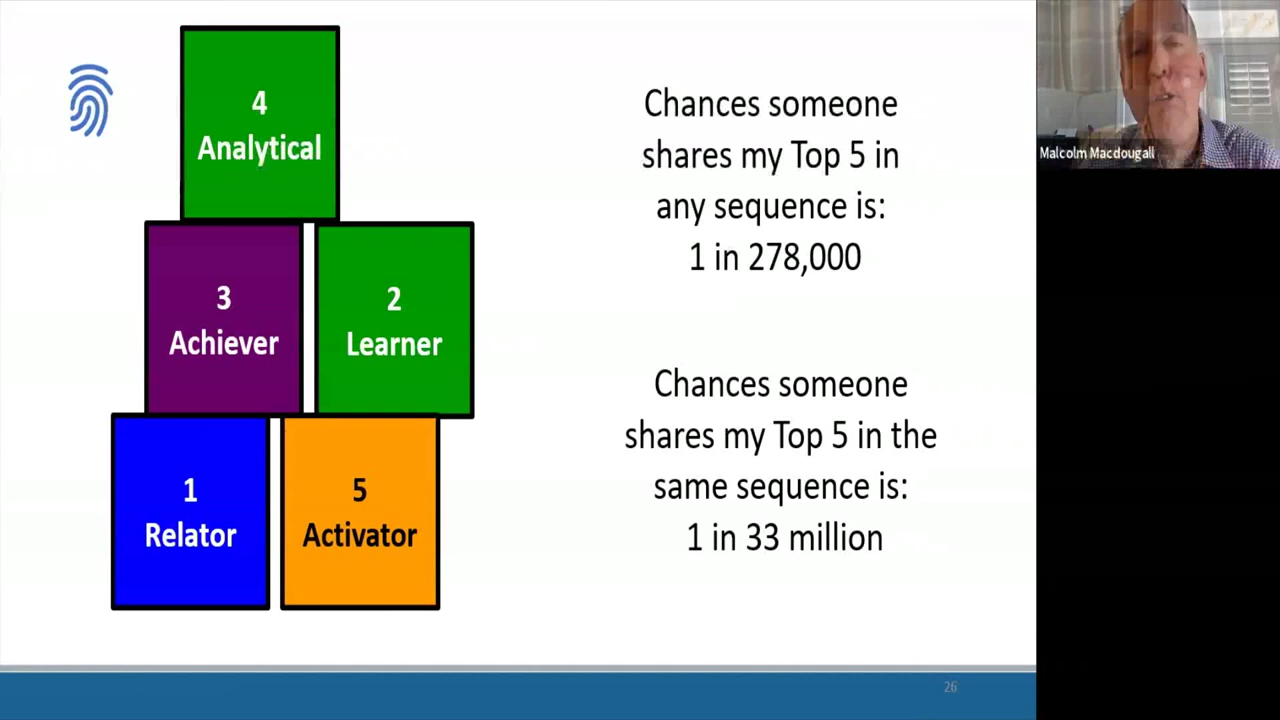 4
Analytical
3
Achiever
2
Learner
1
Relator
5
Activator
Chances someone
shares my Top 5 in
any sequence is:
1 in 278,000
Chances someone
shares my Top 5 in the
same sequence is:
1 in 33 million
26
Malcolm Macdougall